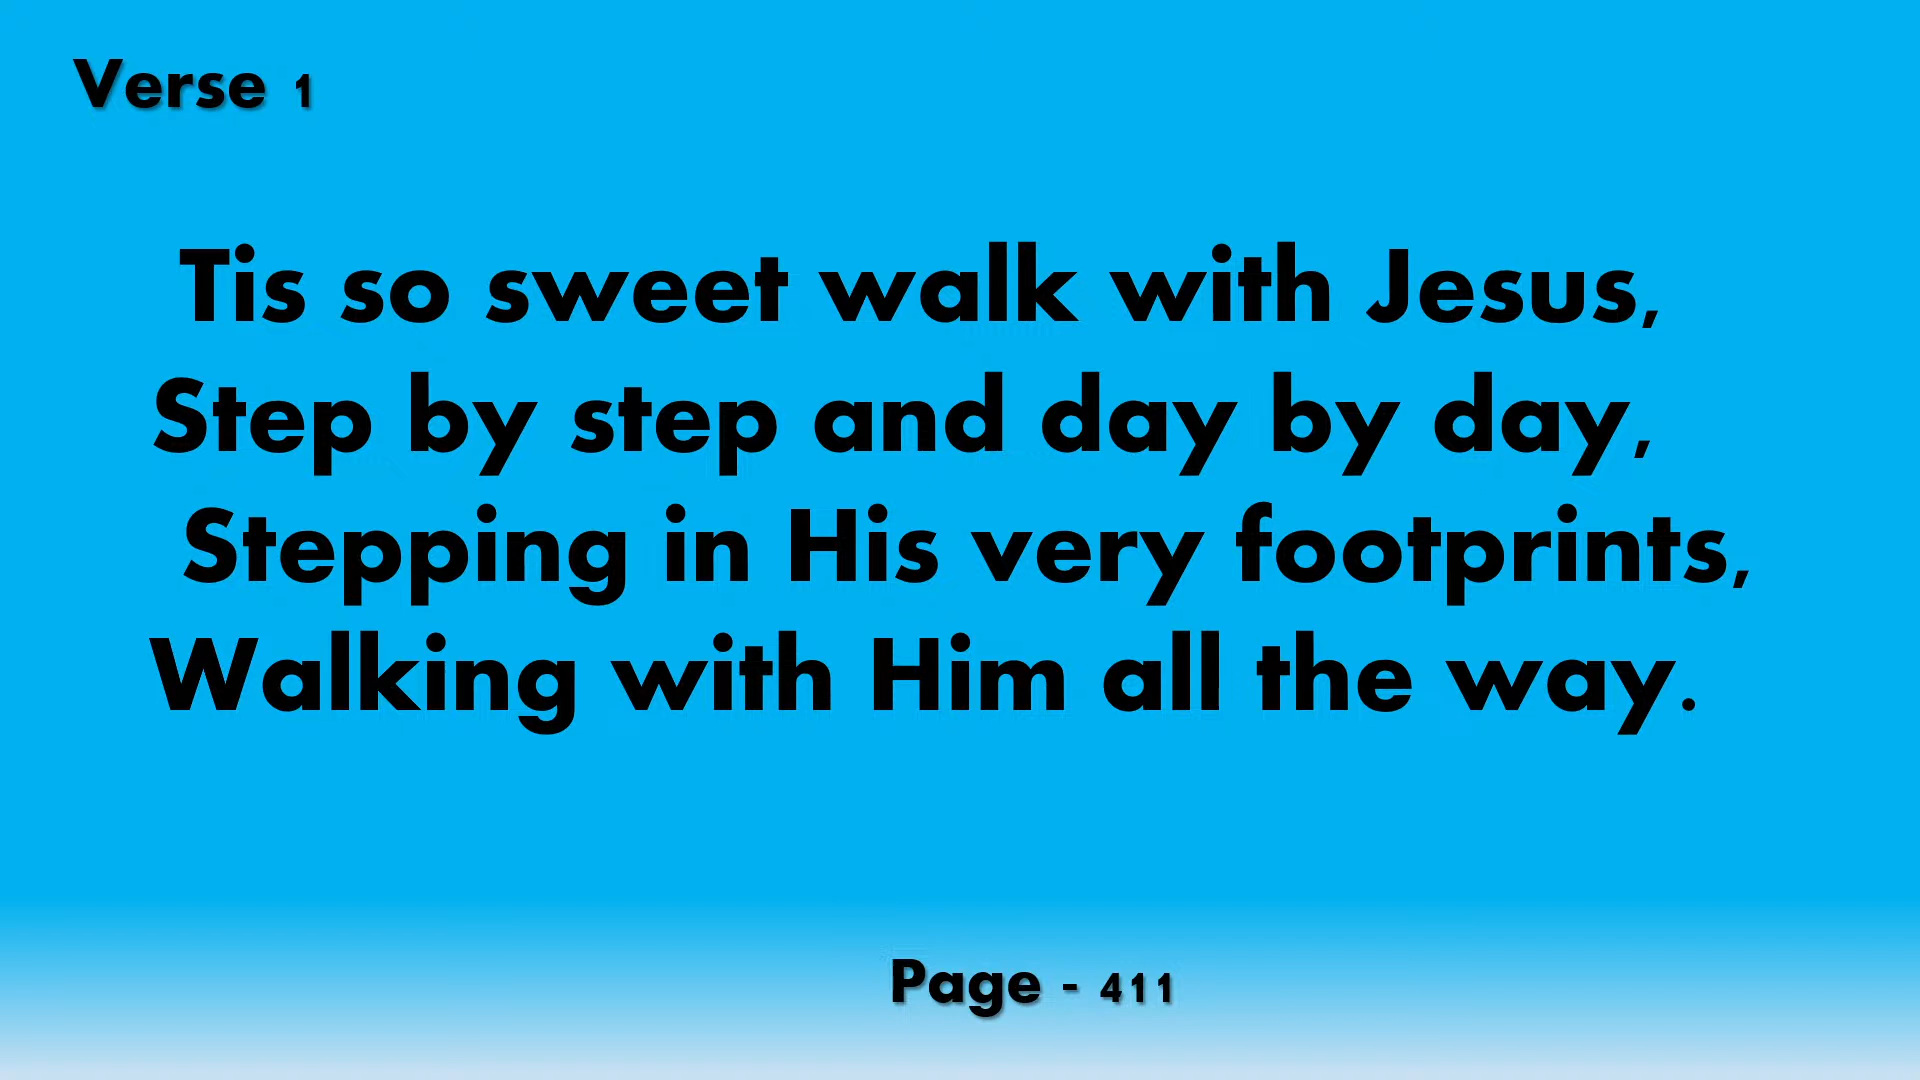 Verse 1
Tis so sweet walk with Jesus,
Step by step and day by day,
Stepping in His very footprints,
Walking with Him all the way.
Page - 411